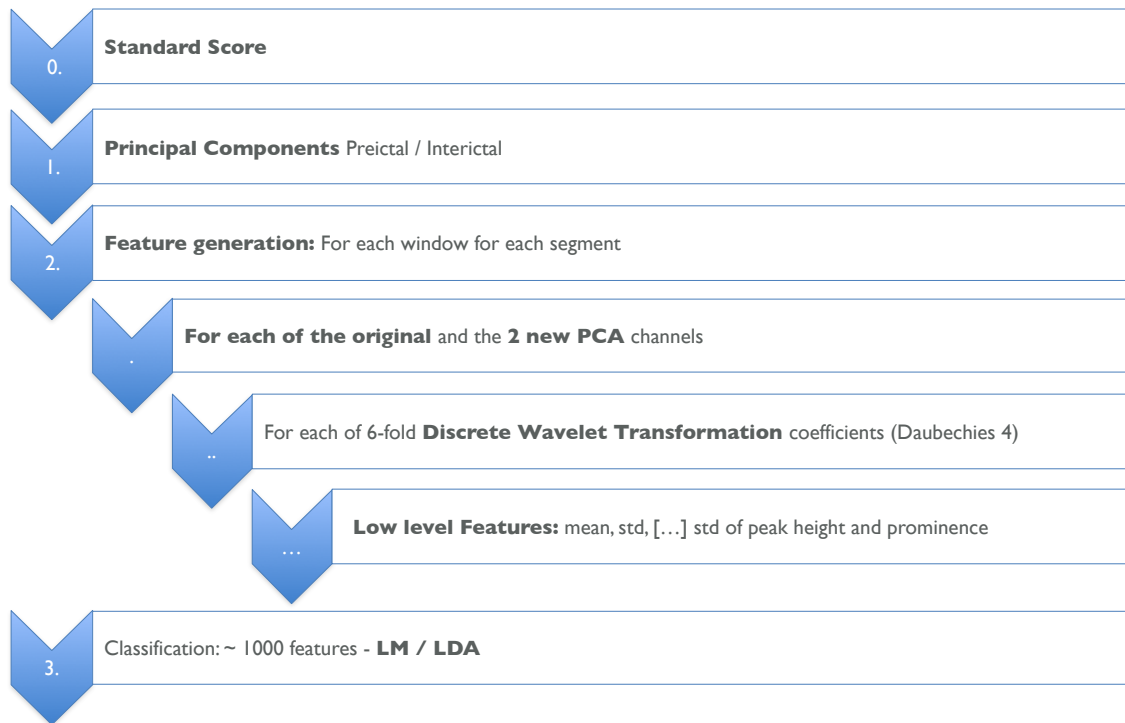 0.
Standard Score
1.
Principal Components Preictal / Interictal
2.
Feature generation: For each window for each segment
.
For each of the original and the 2 new PCA channels
..
For each of 6-fold Discrete Wavelet Transformation coefficients (Daubechies 4)
...
Low level Features: mean, std, [...] std of peak height and prominence
3.
Classification: ~ 1000 features - LM / LDA